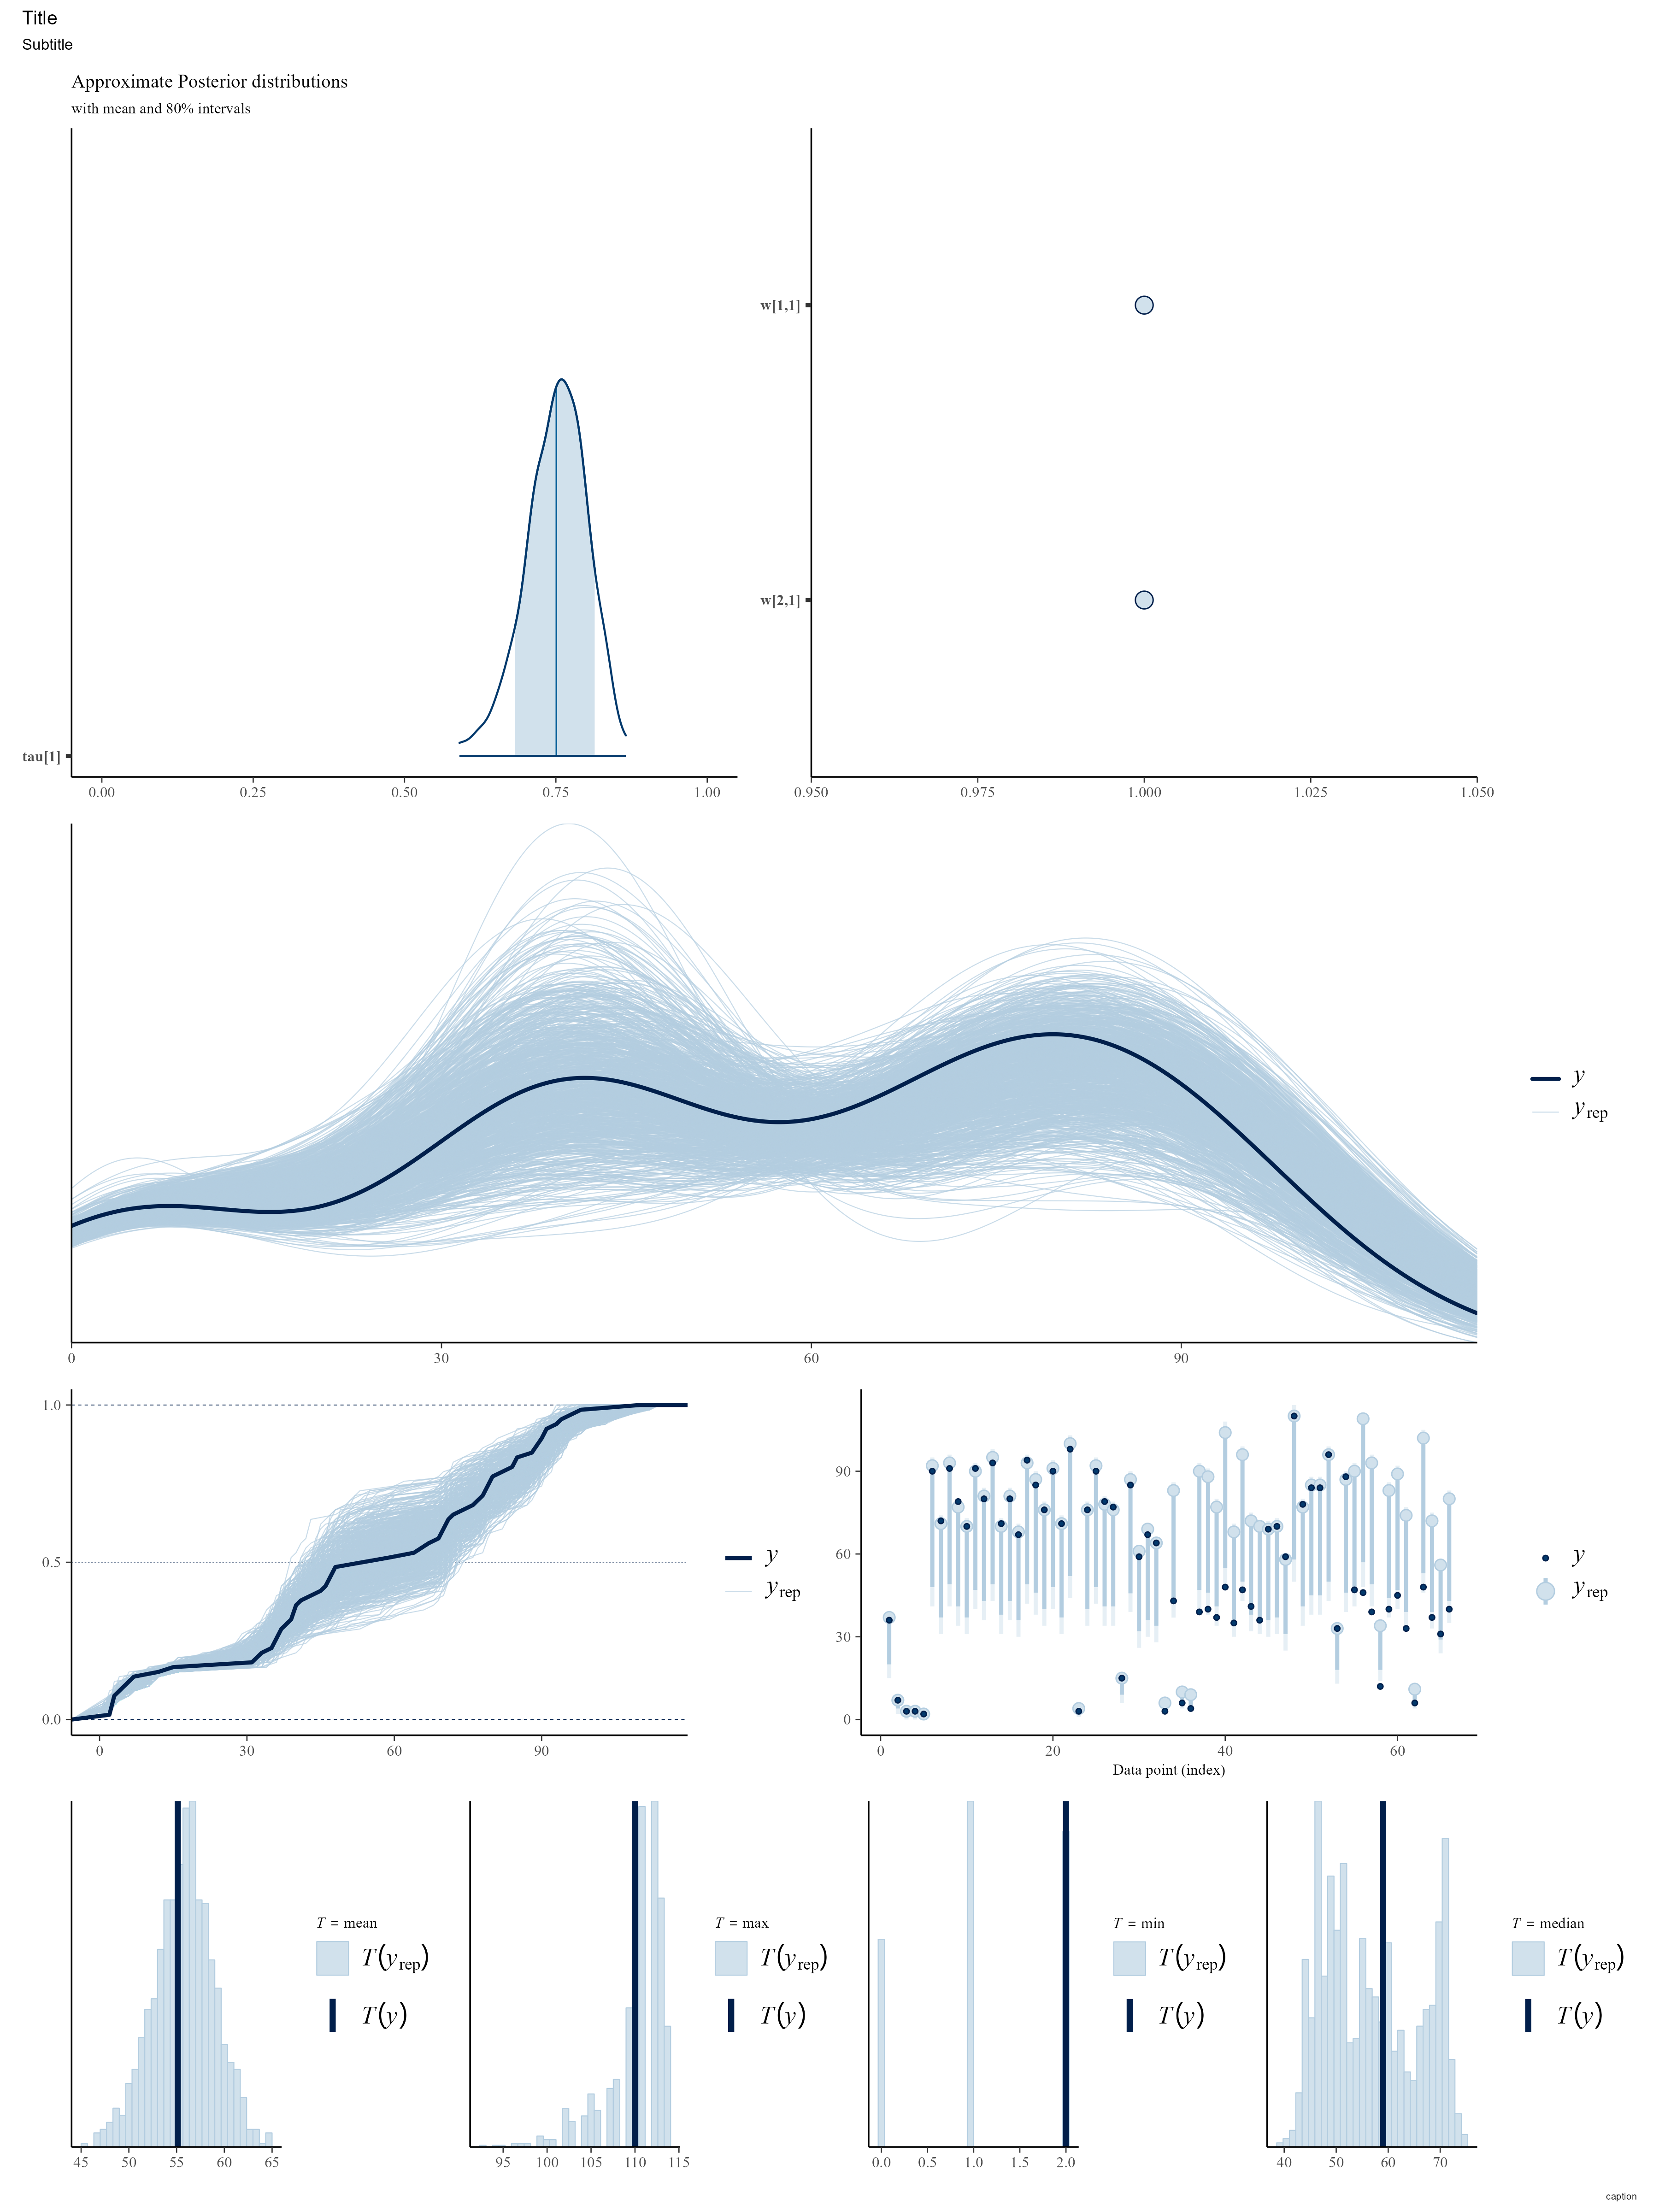 Title
Subtitle
Approximate Posterior distributions
with mean and 80% intervals
tau[1]
0.00 0.25 0.50 0.75 1.00
w[1,1]
w[2,1]
0.950 0.975 1.000 1.025 1.050
0 30 60 90
y
yrep
1.0
0.5
0.0
0 30 60 90
y
yrep
90
60
30
0
0 20 40 60
Data point (index)
y
yrep
45 50 55 60 65
T = mean
T(yrep)
T(y)
95 100 105 110 115
T = max
T(yrep)
T(y)
0.0 0.5 1.0 1.5 2.0
T = min
T(yrep)
T(y)
40 50 60 70
T = median
T(yrep)
T(y)
caption